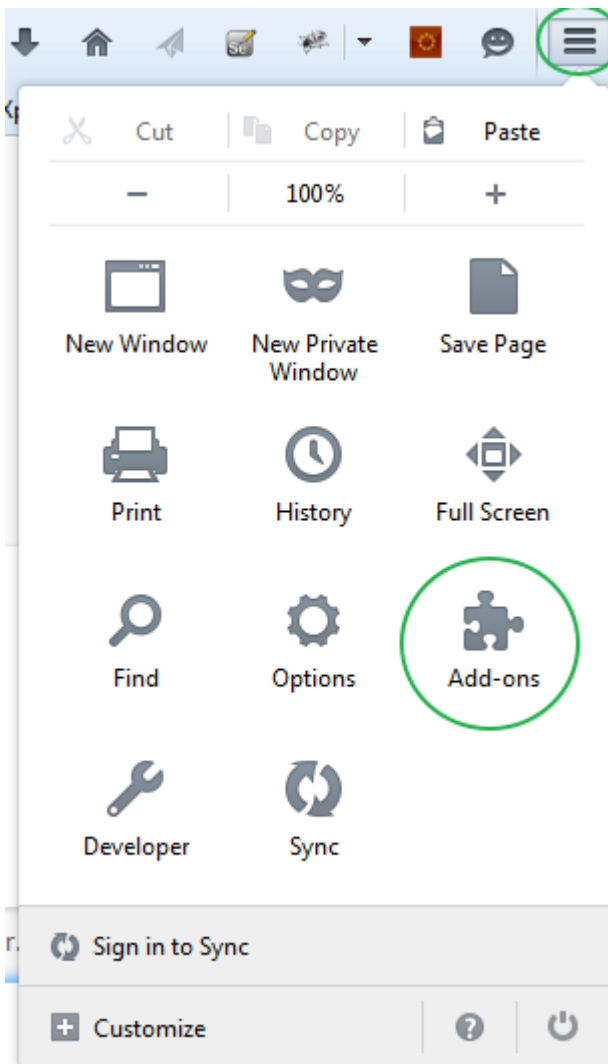 Cut Copy Paste
100%
New Window New Private Window Save Page
Print History Full Screen
Find Options Add-ons
Developer Sync
r.
Sign in to Sync
Customize